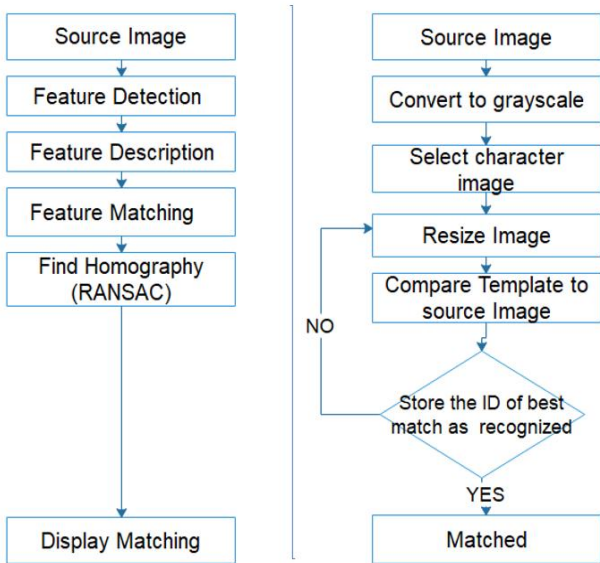 Source Image
Feature Detection
Feature Description
Feature Matching
Find Homography
(RANSAC)
Display Matching
Source Image
Convert to grayscale
Select character
image
Resize Image
Compare Template to
source Image
NO
Store the ID of best
match as recognized
YES
Matched